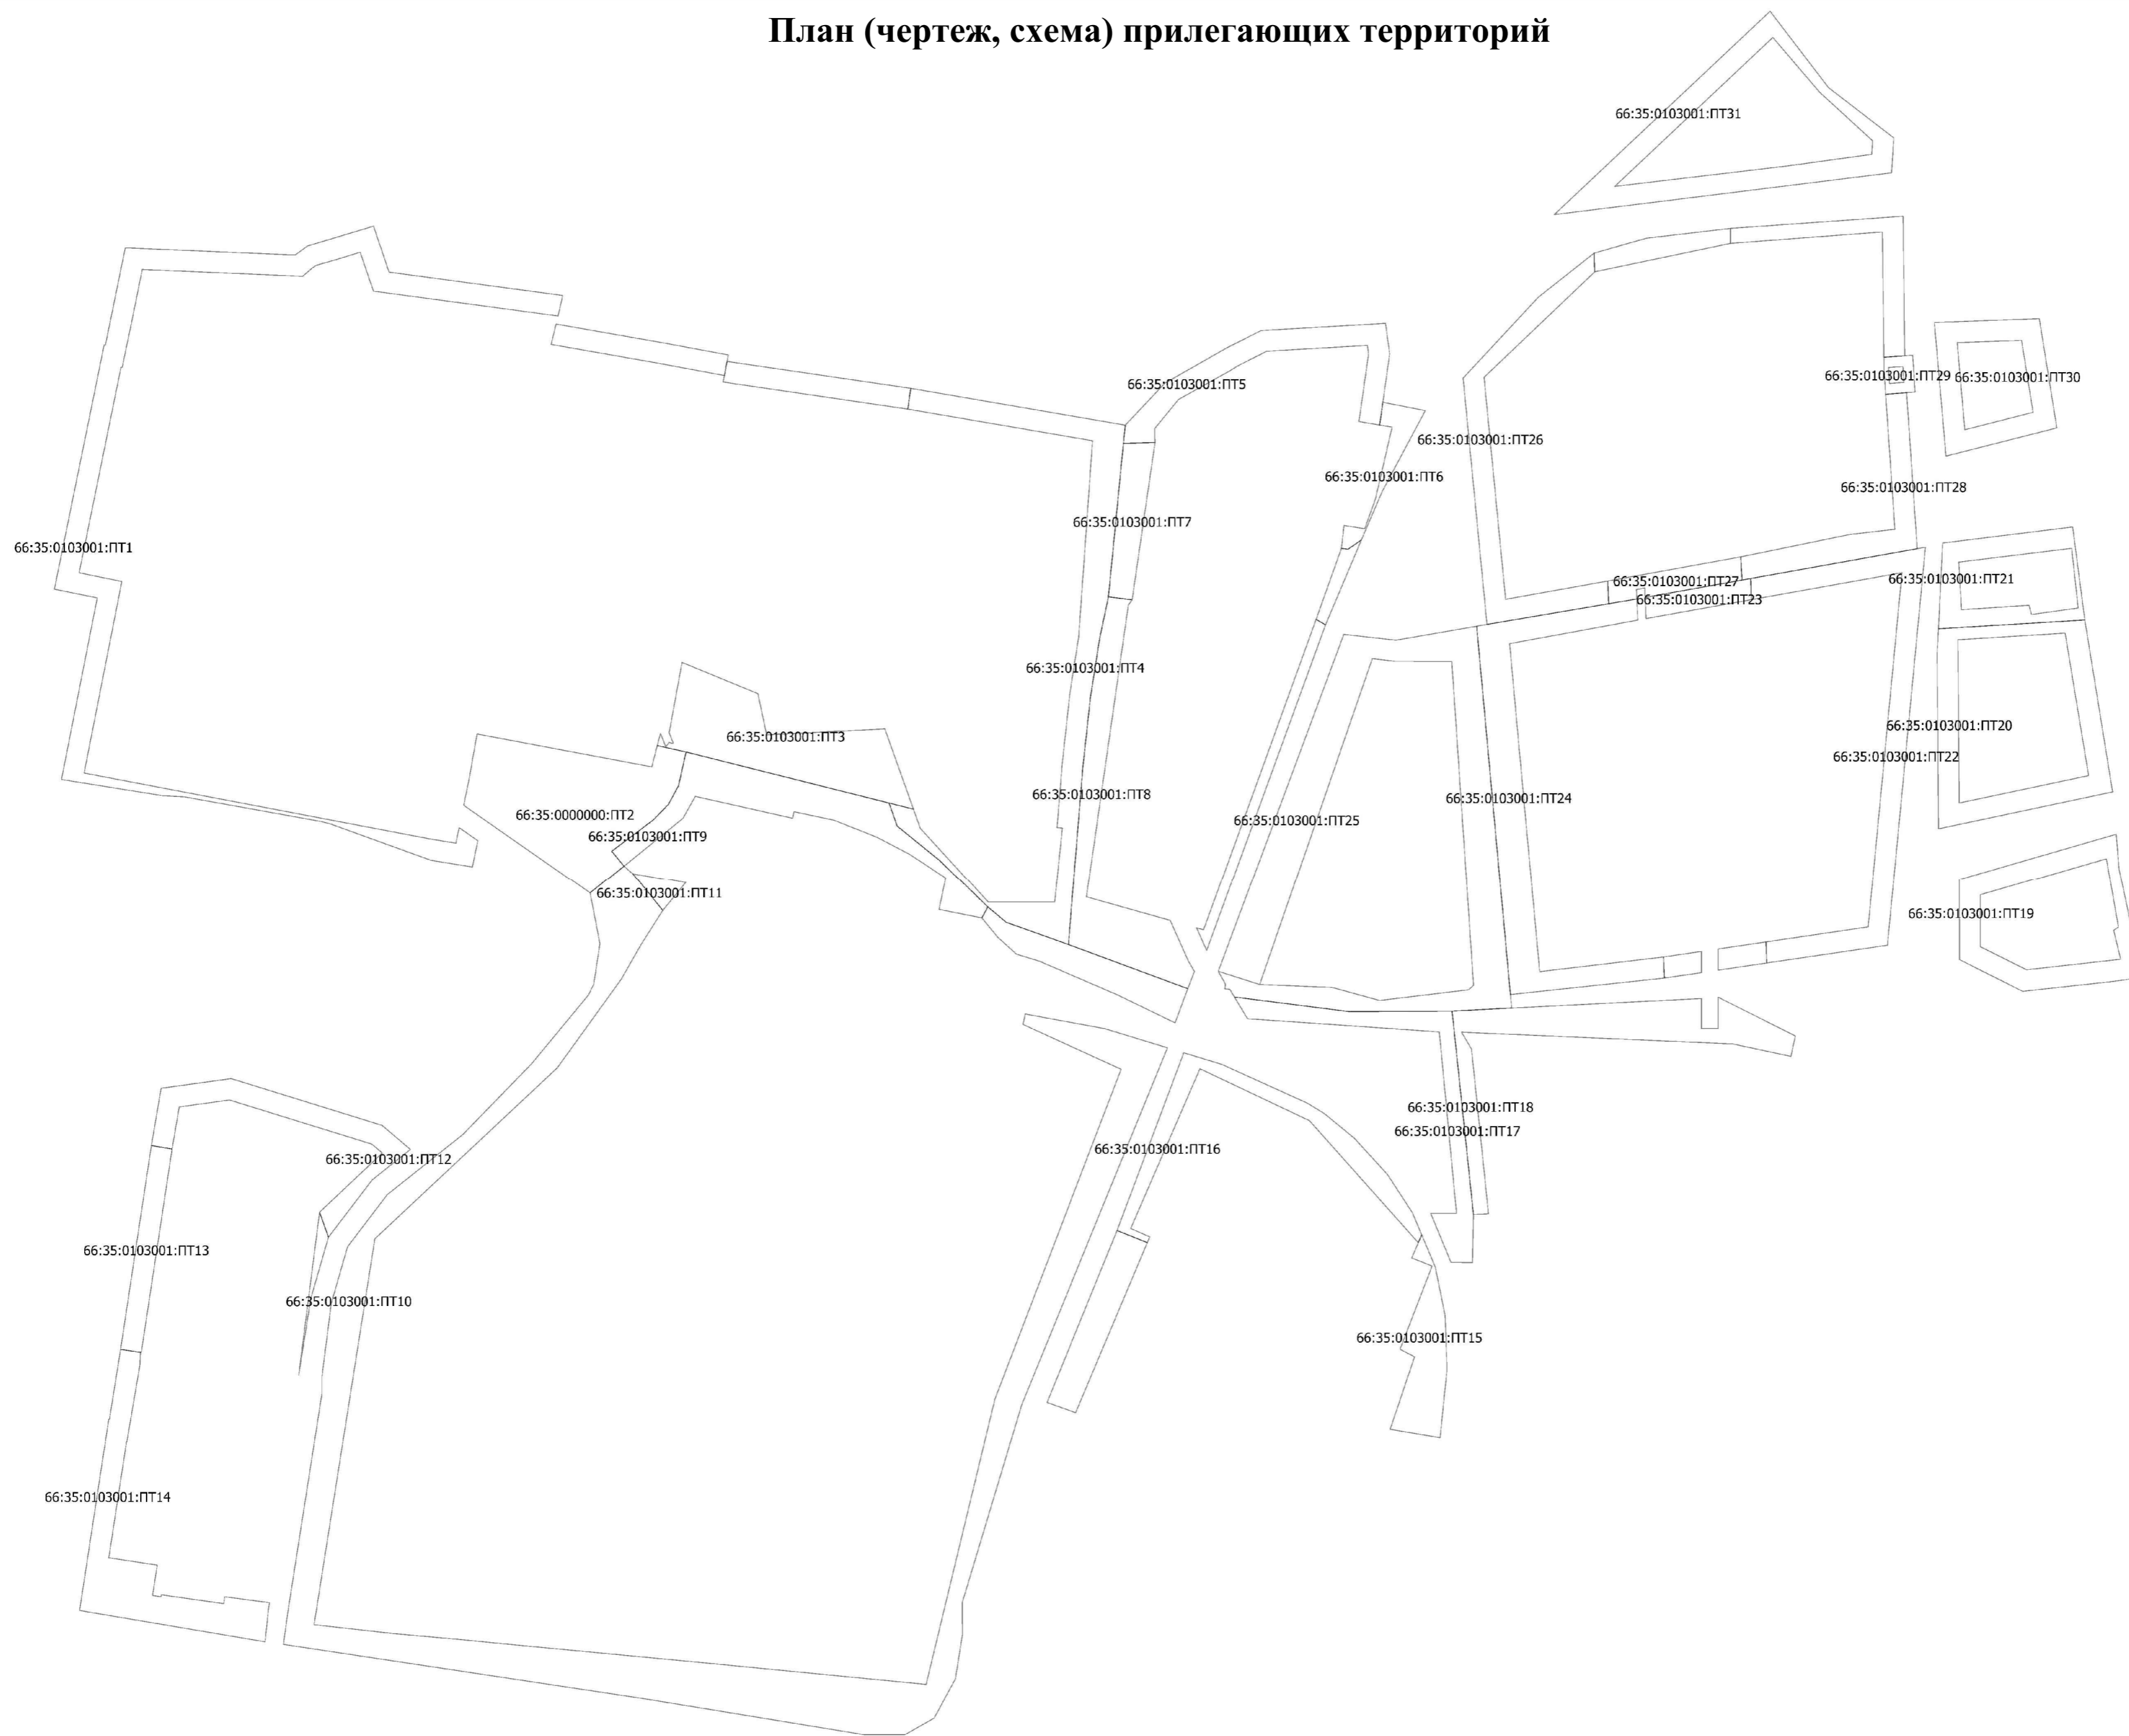 План (чертеж, схема) прилегающих территорий
66:35:0103001:ПТ31
66:35:0103001:ПТ5
66:35:0103001:ПТ29
66:35:0103001:ПТ30
66:35:0103001:ПТ26
66:35:0103001:ПТ6
66:35:0103001:ПТ28
66:35:0103001:ПТ7
66:35:0103001:ПТ1
66:35:0103001:ПТ27
66:35:0103001:ПТ21
66:35:0103001:ПТ23
66:35:0103001:ПТ4
66:35:0103001:ПТ20
66:35:0103001:ПТ3
66:35:0103001:ПТ22
66:35:0103001:ПТ8
66:35:0103001:ПТ24
66:35:0000000:ПТ2
66:35:0103001:ПТ25
66:35:0103001:ПТ9
66:35:0103001:ПТ11
66:35:0103001:ПТ19
66:35:0103001:ПТ18
66:35:0103001:ПТ17
66:35:0103001:ПТ16
66:35:0103001:ПТ12
66:35:0103001:ПТ13
66:35:0103001:ПТ10
66:35:0103001:ПТ15
66:35:0103001:ПТ14